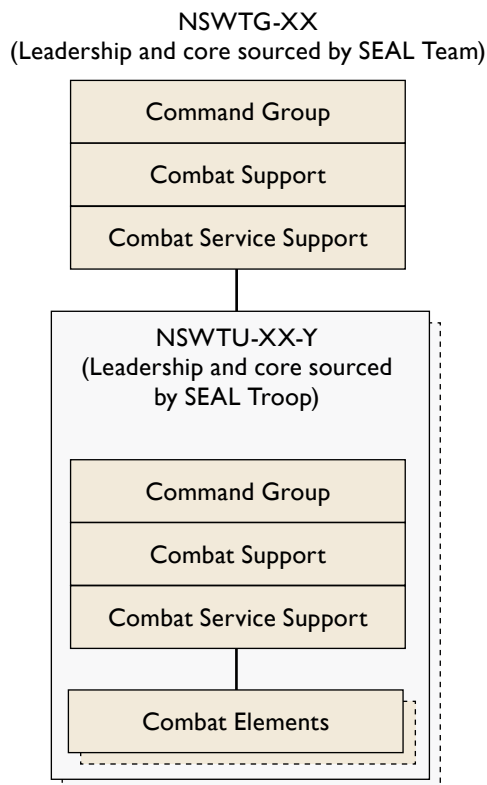 NSWTG-XX
(Leadership and core sourced by SEAL Team)
Command Group
Combat Support
Combat Service Support
NSWTU-XX-Y
(Leadership and core sourced
by SEAL Troop)
Command Group
Combat Support
Combat Service Support
Combat Elements